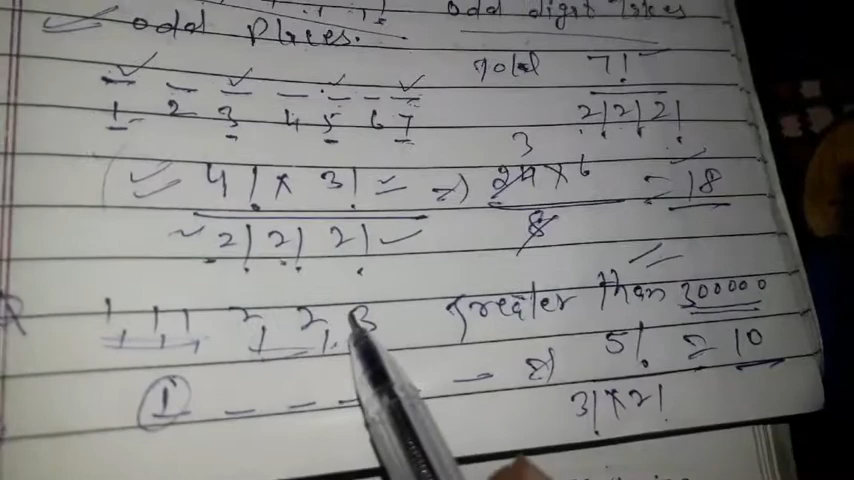 odd digit takes
odd Places.
Total 7!
1 2 3 4 5 6 7
2! 2! 2!
3
4! × 3! = => 24 × 6 = 18
2! 2! 2! 8
1 1 1 2 2 3 greater than 300000
5! = 10
3! × 2!